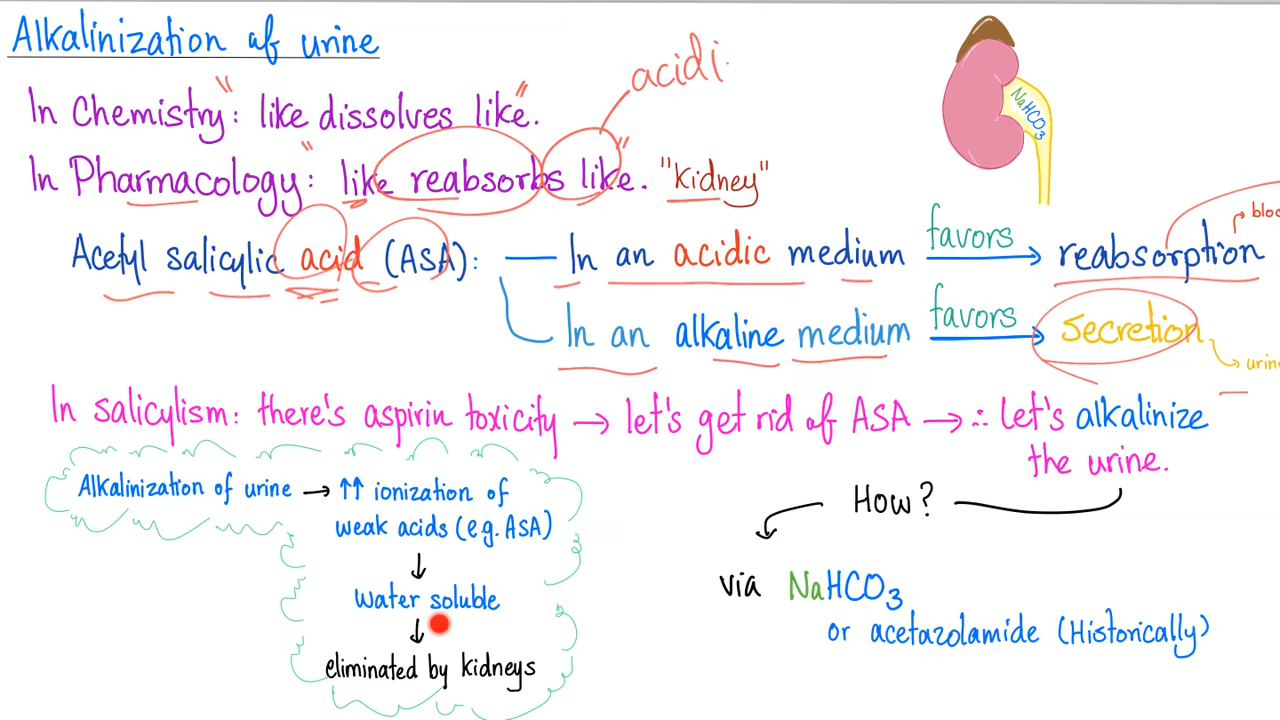 Alkalinization of urine
In Chemistry: "like dissolves like".
acidi
NaHCO3
In Pharmacology: "like reabsorbs like". "kidney"
Acetyl salicylic acid (ASA): In an acidic medium favors reabsorption
In an alkaline medium favors secretion
urine
In salicylism: there's aspirin toxicity → let's get rid of ASA → ∴ Let's alkalinize
the urine.
Alkalinization of urine → ↑↑ ionization of
weak acids (e.g. ASA)
↓
water soluble
↓
eliminated by kidneys
How?
via NaHCO3
or acetazolamide (Historically)